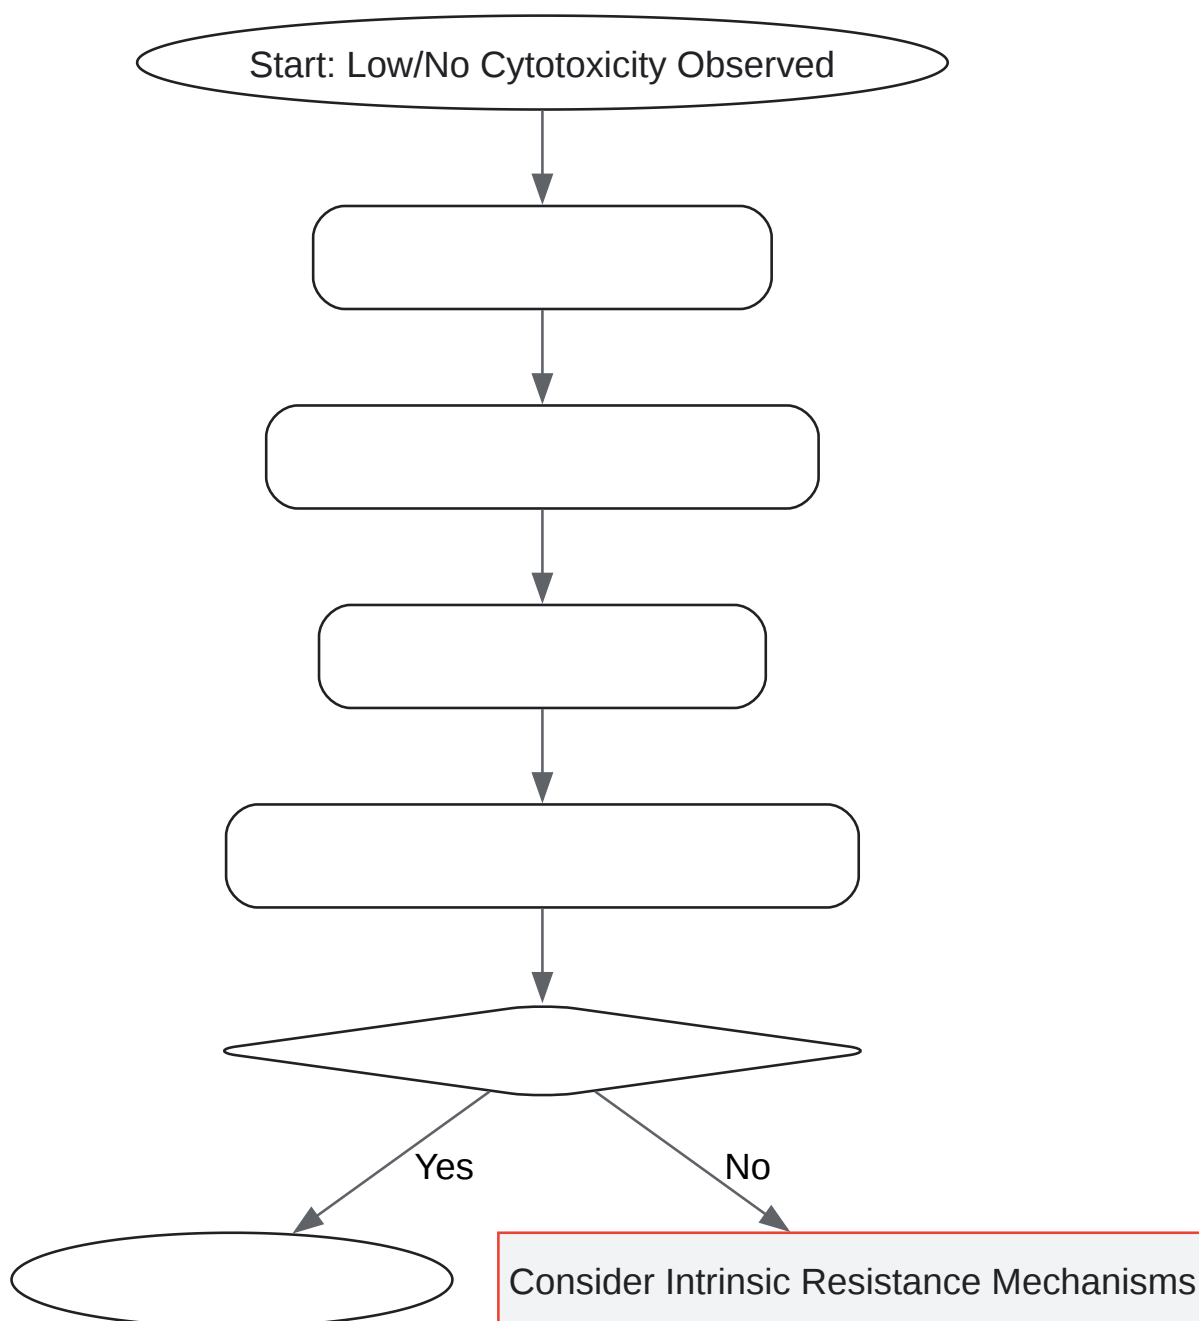 Start: Low/No Cytotoxicity Observed
Yes
No
Consider Intrinsic Resistance Mechanisms